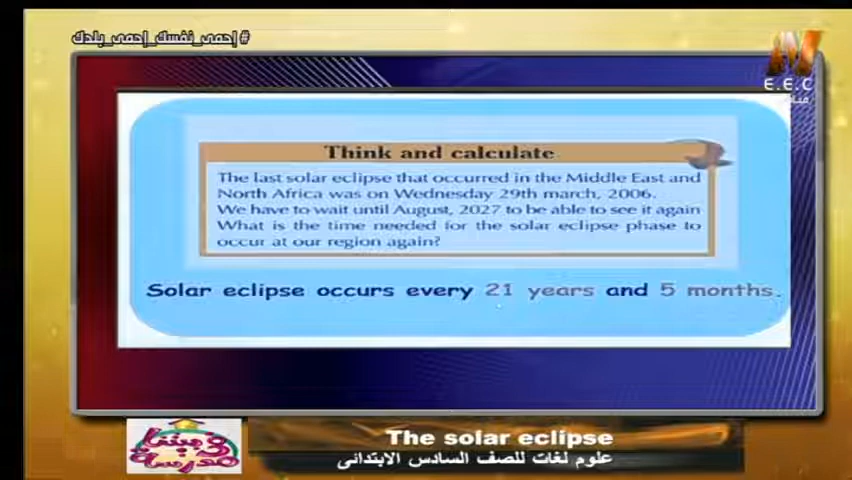 #إحمى_نفسك_إحمى_بلدك
E.E.C
Think and calculate
The last solar eclipse that occurred in the Middle East and
North Africa was on Wednesday 29th march, 2006.
We have to wait until August, 2027 to be able to see it again
What is the time needed for the solar eclipse phase to
occur at our region again?
Solar eclipse occurs every 21 years and 5 months.
The solar eclipse
علوم لغات للصف السادس الابتدائى
مدرستنا